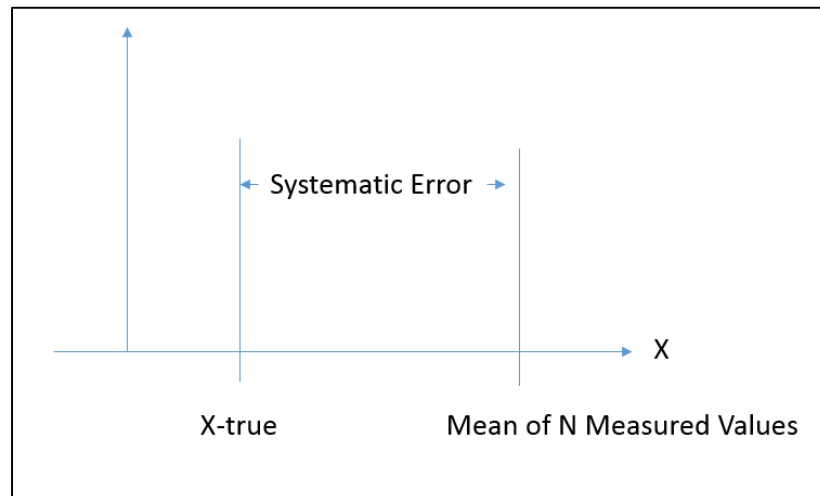 Systematic Error
X
X-true
Mean of N Measured Values